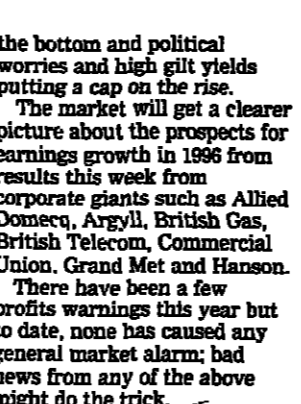 the bottom and political
worries and high gilt yields
putting a cap on the rise.
The market will get a clearer
picture about the prospects for
earnings growth in 1996 from
results this week from
corporate giants such as Allied
Domecq, Argyll, British Gas,
British Telecom, Commercial
Union, Grand Met and Hanson.
There have been a few
profits warnings this year but
to date, none has caused any
general market alarm; bad
news from any of the above
might do the trick.